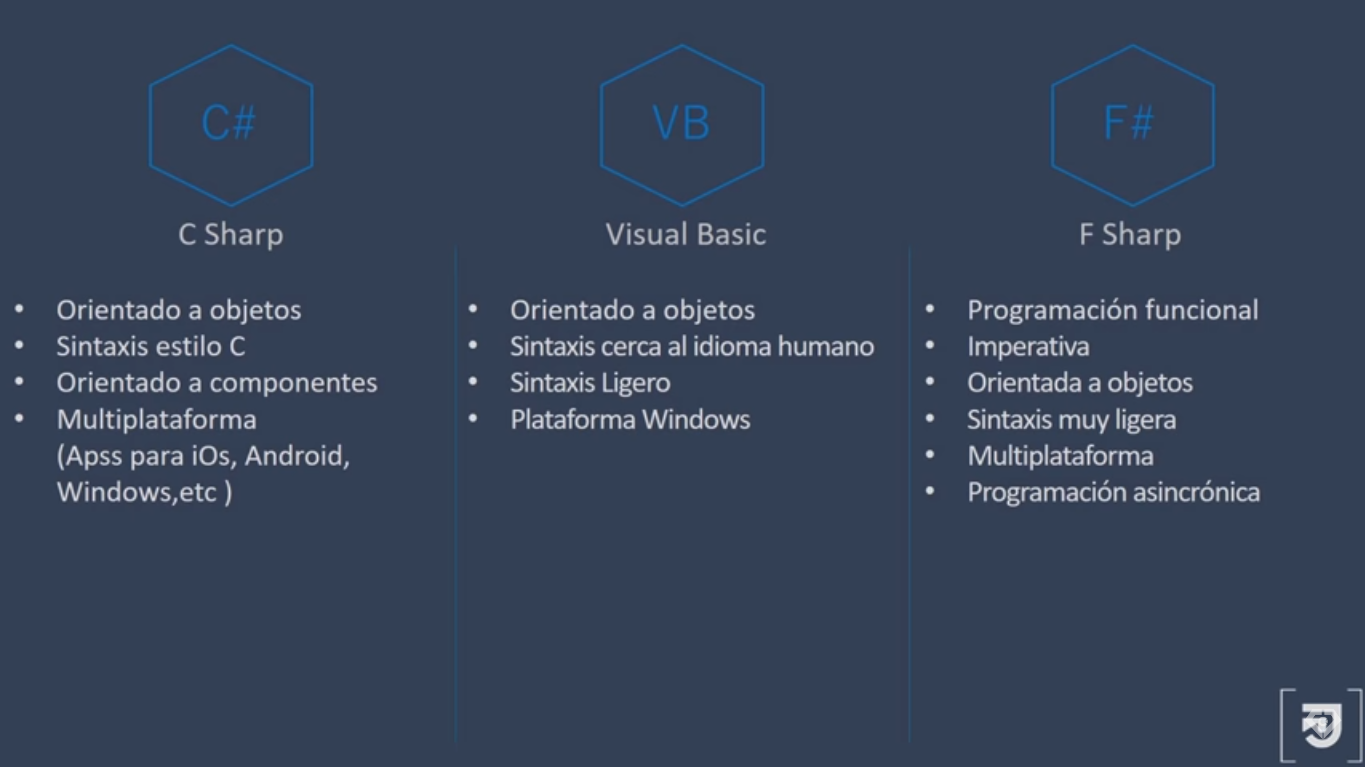 C#
C Sharp
• Orientado a objetos
• Sintaxis estilo C
• Orientado a componentes
• Multiplataforma
(Apss para iOs, Android,
Windows,etc )
VB
Visual Basic
• Orientado a objetos
• Sintaxis cerca al idioma humano
• Sintaxis Ligero
• Plataforma Windows
F#
F Sharp
• Programación funcional
• Imperativa
• Orientada a objetos
• Sintaxis muy ligera
• Multiplataforma
• Programación asincrónica